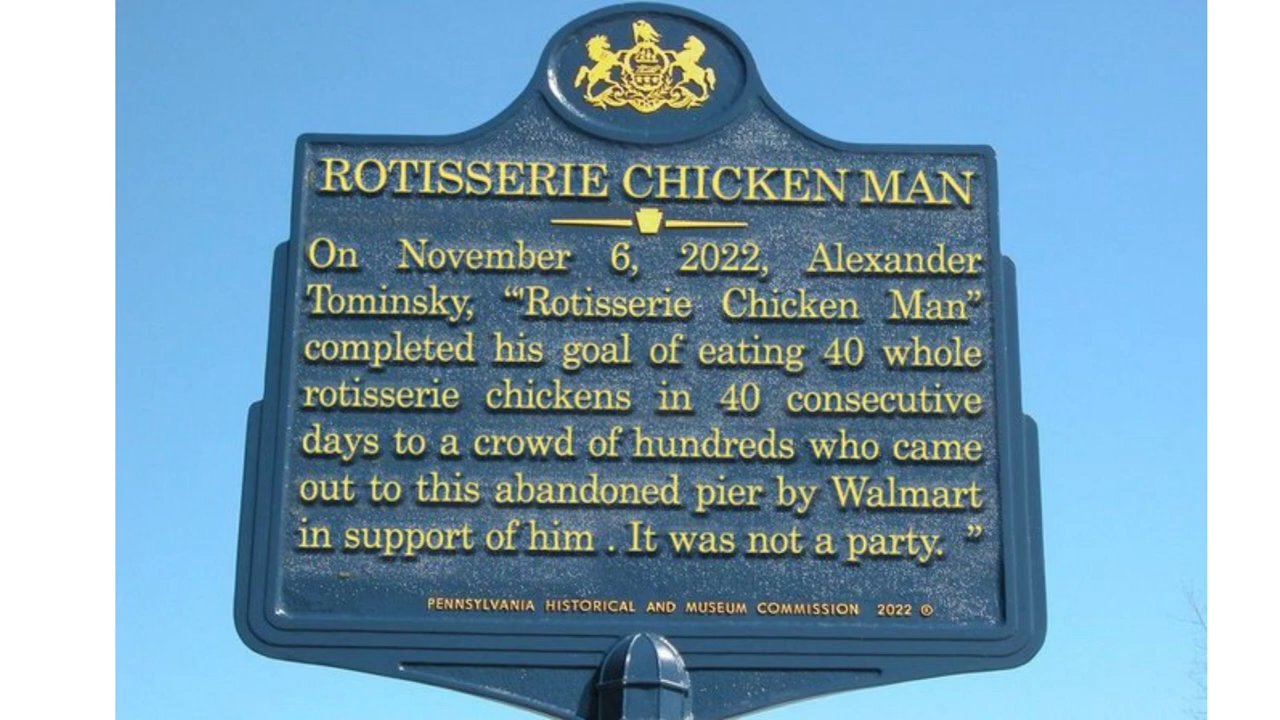 ROTISSERIE CHICKEN MAN
On November 6, 2022, Alexander
Tominsky, “‘Rotisserie Chicken Man”
completed his goal of eating 40 whole
rotisserie chickens in 40 consecutive
days to a crowd of hundreds who came
out to this abandoned pier by Walmart
in support of him . It was not a party. ”
PENNSYLVANIA HISTORICAL AND MUSEUM COMMISSION 2022 ©